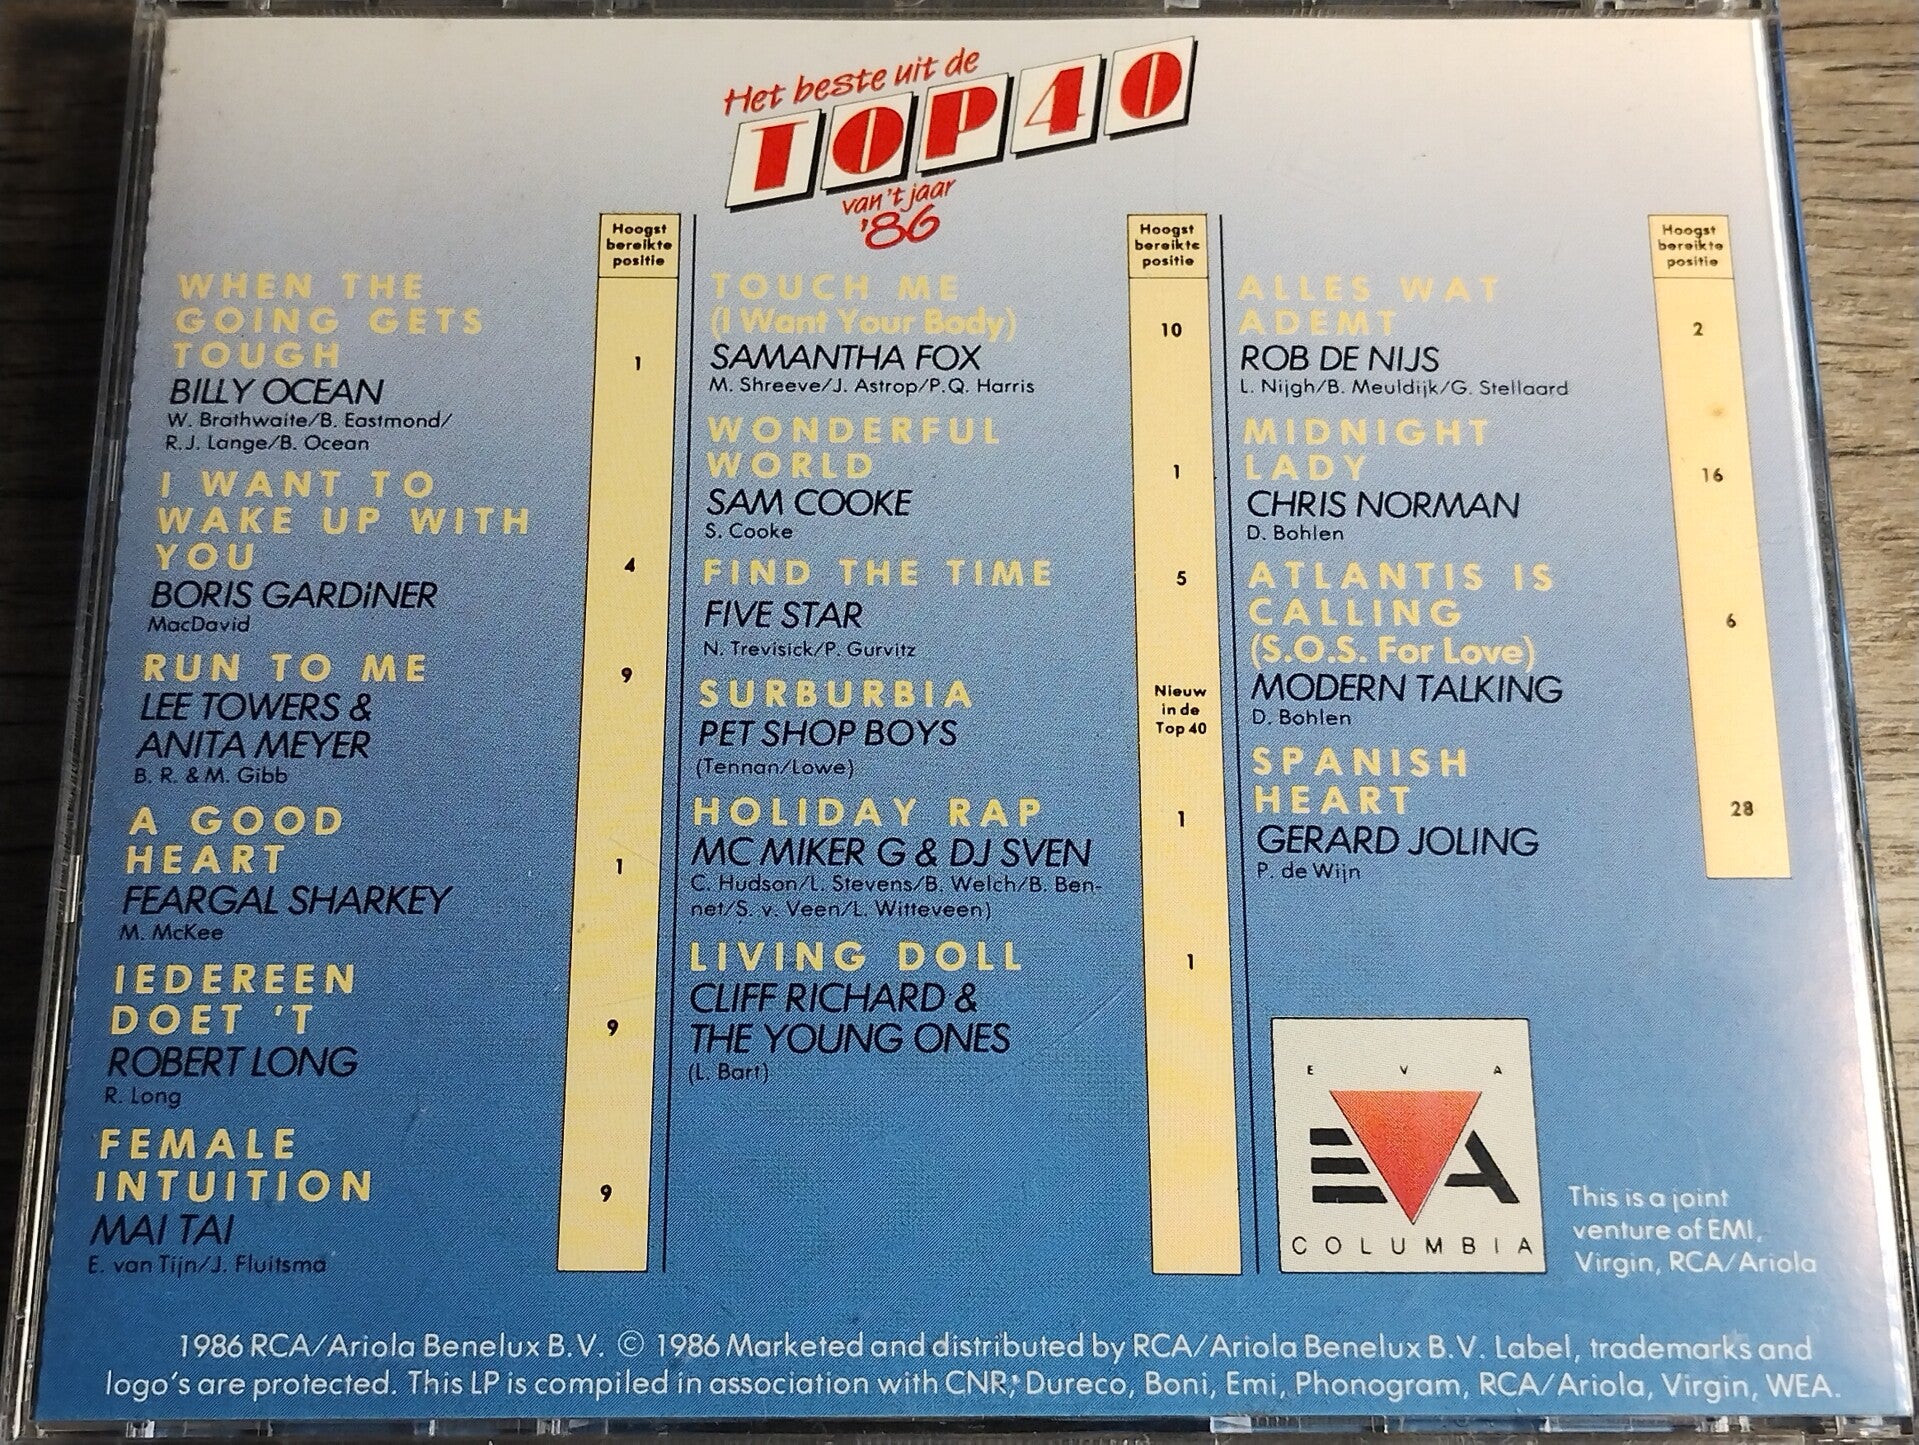 Het beste uit de
TOP 40
van 't jaar
'86
Hoogst
bereikte
positie
WHEN THE
GOING GETS
TOUGH
1
BILLY OCEAN
W. Brathwaite/B. Eastmond/
R.J. Lange/B. Ocean
I WANT TO
WAKE UP WITH
YOU
4
BORIS GARDiNER
MacDavid
RUN TO ME
9
LEE TOWERS &
ANITA MEYER
B. R. & M. Gibb
A GOOD
HEART
1
FEARGAL SHARKEY
M. McKee
IEDEREEN
DOET 'T
9
ROBERT LONG
R. Long
FEMALE
INTUITION
9
MAI TAI
E. van Tijn/J. Fluitsma
Hoogst
bereikte
positie
TOUCH ME
(I Want Your Body)
10
SAMANTHA FOX
M. Shreeve/J. Astrop/P.Q. Harris
WONDERFUL
WORLD
1
SAM COOKE
S. Cooke
FIND THE TIME
5
FIVE STAR
N. Trevisick/P. Gurvitz
SURBURBIA
Nieuw
in de
Top 40
PET SHOP BOYS
(Tennan/Lowe)
HOLIDAY RAP
1
MC MIKER G & DJ SVEN
C. Hudson/L. Stevens/B. Welch/B. Ben-
net/S. v. Veen/L. Witteveen)
LIVING DOLL
1
CLIFF RICHARD &
THE YOUNG ONES
(L. Bart)
Hoogst
bereikte
positie
ALLES WAT
ADEMT
2
ROB DE NIJS
L. Nijgh/B. Meuldijk/G. Stellaard
MIDNIGHT
LADY
16
CHRIS NORMAN
D. Bohlen
ATLANTIS IS
CALLING
6
(S.O.S. For Love)
MODERN TALKING
D. Bohlen
SPANISH
HEART
28
GERARD JOLING
P. de Wijn
E V A
EVA
COLUMBIA
This is a joint
venture of EMI,
Virgin, RCA/Ariola
1986 RCA/Ariola Benelux B.V. © 1986 Marketed and distributed by RCA/Ariola Benelux B.V. Label, trademarks and
logo's are protected. This LP is compiled in association with CNR, Dureco, Boni, Emi, Phonogram, RCA/Ariola, Virgin, WEA.